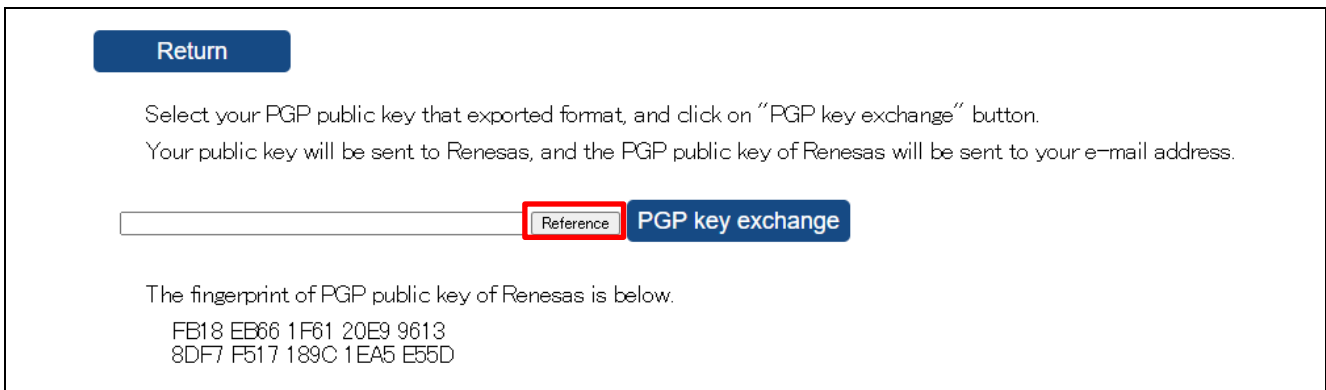 Return
Select your PGP public key that exported format, and click on "PGP key exchange" button.
Your public key will be sent to Renesas, and the PGP public key of Renesas will be sent to your e-mail address.
Reference PGP key exchange
The fingerprint of PGP public key of Renesas is below.
FB18 EB66 1F61 20E9 9613
8DF7 F517 189C 1EA5 E55D